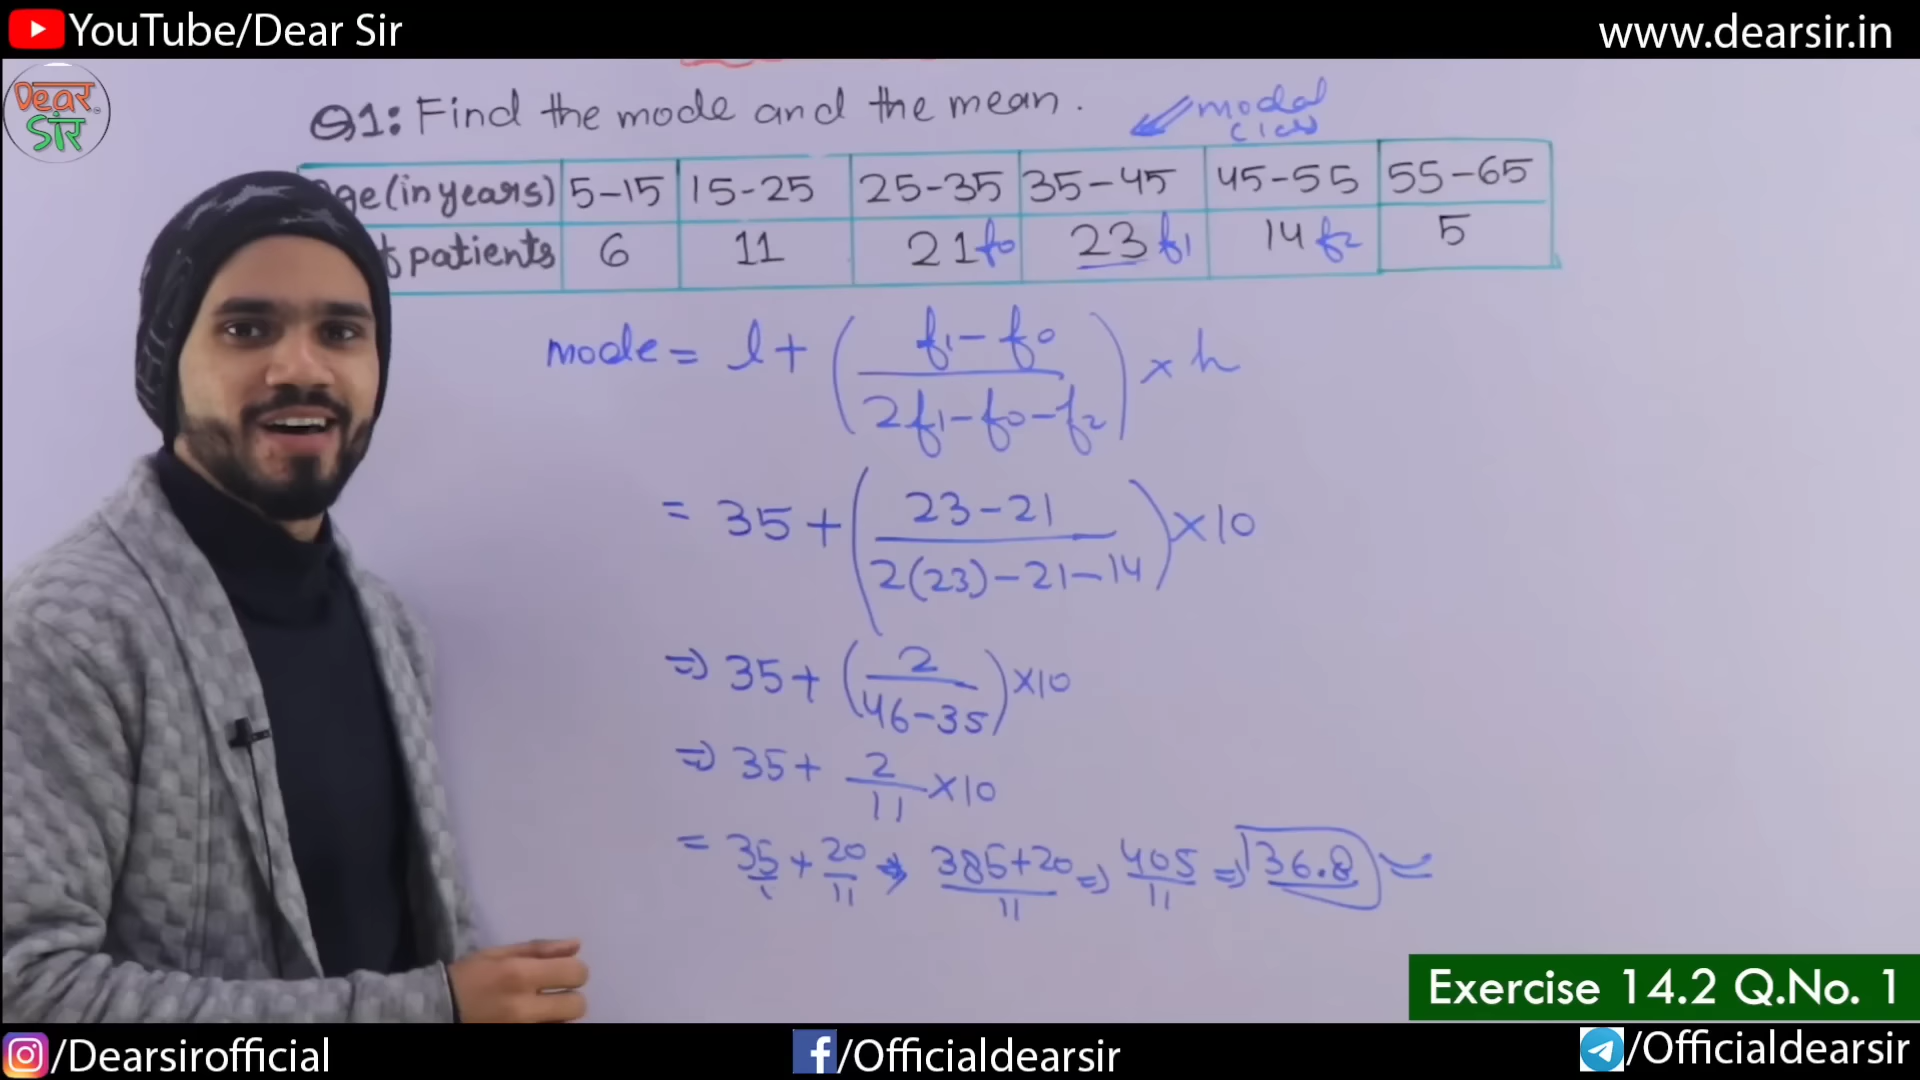 YouTube/Dear Sir
www.dearsir.in
Dear
सर
Q1: Find the mode and the mean.
modal
class
ge (in years) 5-15 15-25 25-35 35-45 45-55 55-65
f patients 6 11 21 f0 23 f1 14 f2 5
mode = l + ( f1 - f0 / 2f1 - f0 - f2 ) × h
= 35 + ( 23 - 21 / 2(23) - 21 - 14 ) × 10
⇒ 35 + ( 2 / 46 - 35 ) × 10
⇒ 35 + 2/11 × 10
= 35/1 + 20/11 ⇒ 385+20/11 ⇒ 405/11 ⇒ 36.8
Exercise 14.2 Q.No. 1
/Dearsirofficial
/Officialdearsir
/Officialdearsir